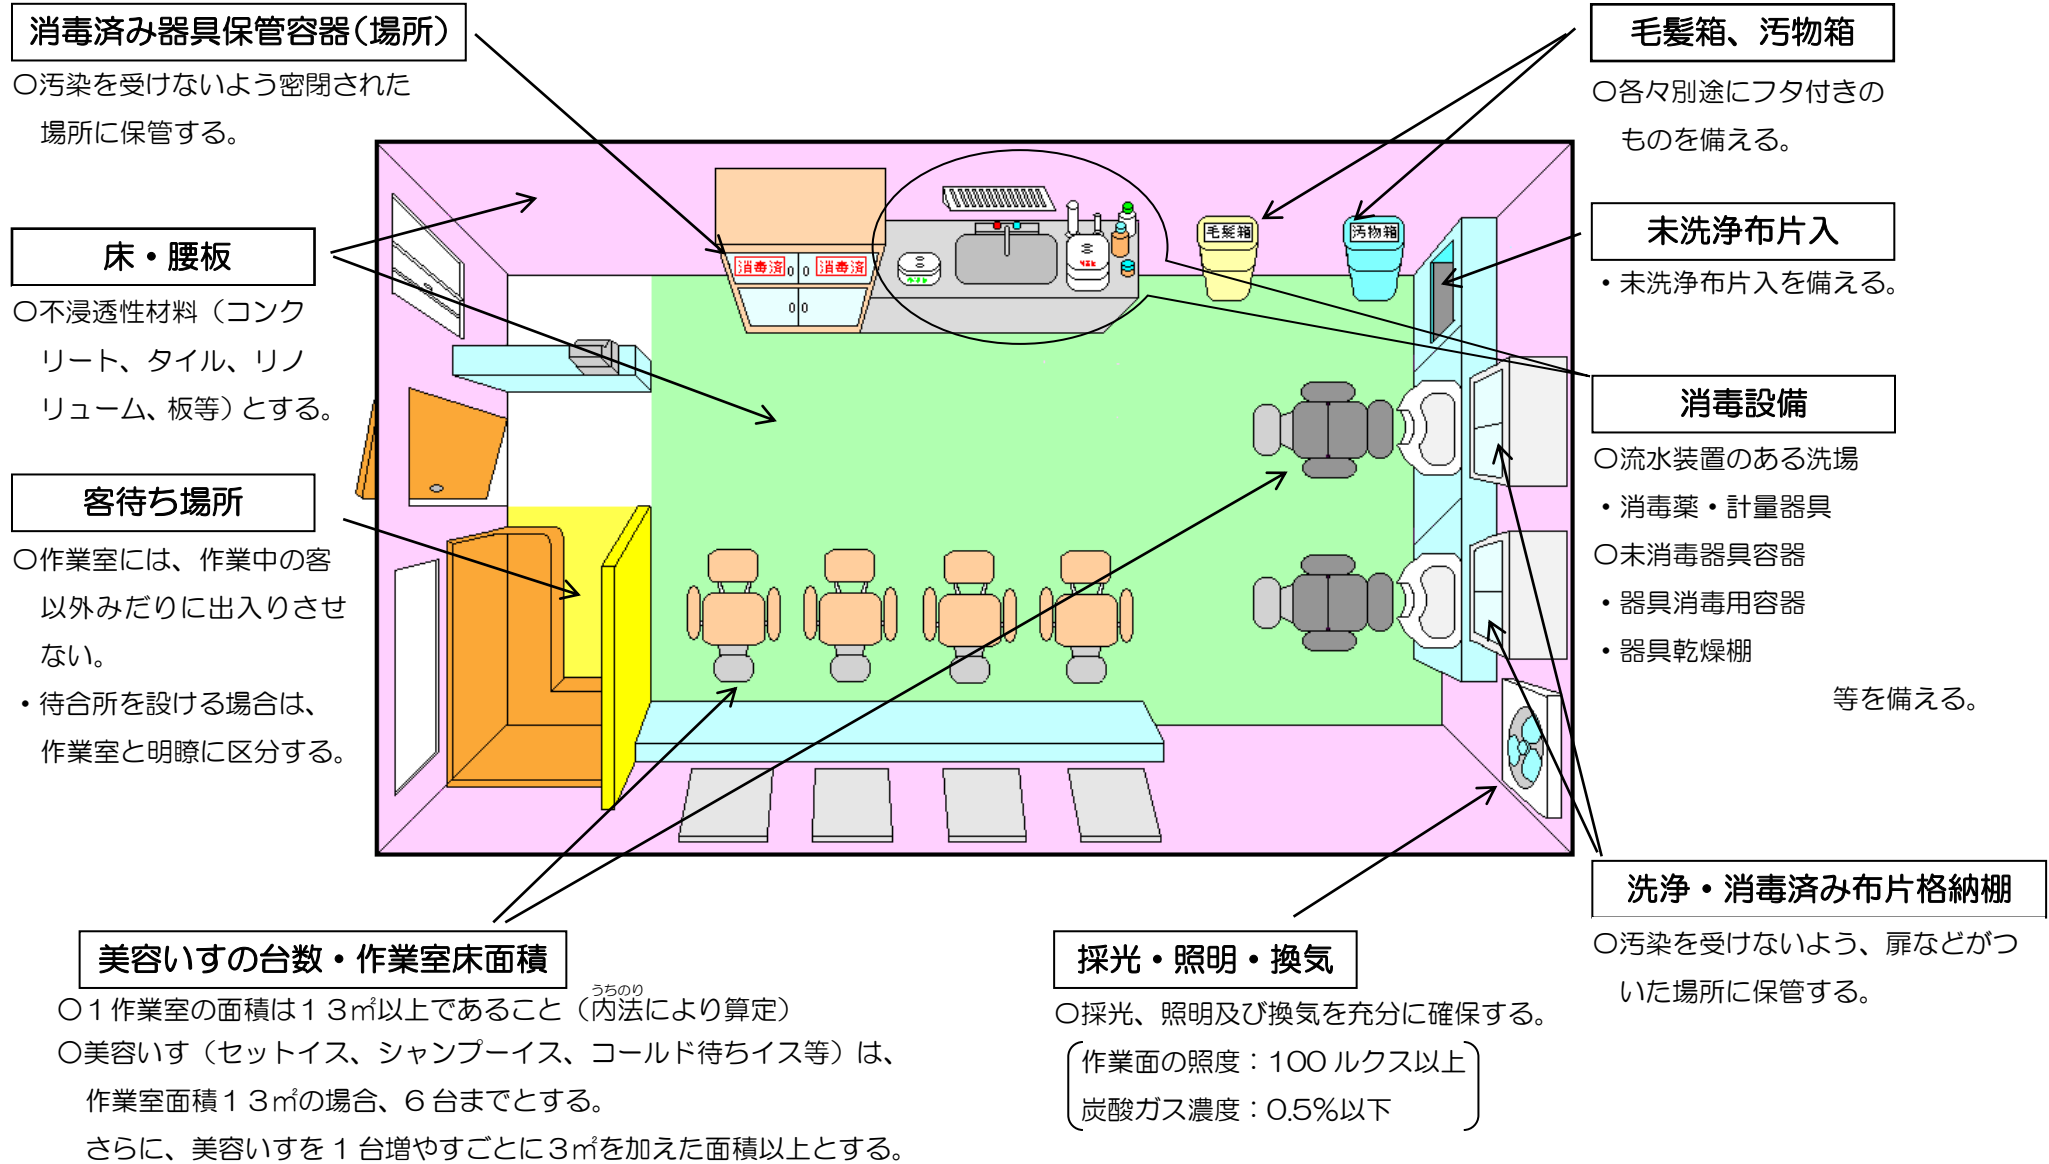 消毒済み器具保管容器(場所)
〇汚染を受けないよう密閉された
場所に保管する。
床・腰板
〇不浸透性材料（コンク
リート、タイル、リノ
リューム、板等）とする。
客待ち場所
〇作業室には、作業中の客
以外みだりに出入りさせ
ない。
・待合所を設ける場合は、
作業室と明瞭に区分する。
消毒済
消毒済
毛髪箱
汚物箱
毛髪箱、汚物箱
〇各々別途にフタ付きの
ものを備える。
未洗浄布片入
・未洗浄布片入を備える。
消毒設備
〇流水装置のある洗場
・消毒薬・計量器具
〇未消毒器具容器
・器具消毒用容器
・器具乾燥棚
等を備える。
洗浄・消毒済み布片格納棚
〇汚染を受けないよう、扉などがつ
いた場所に保管する。
美容いすの台数・作業室床面積
うちのり
〇１作業室の面積は１３㎡以上であること（内法により算定）
〇美容いす（セットイス、シャンプーイス、コールド待ちイス等）は、
作業室面積１３㎡の場合、６台までとする。
さらに、美容いすを１台増やすごとに３㎡を加えた面積以上とする。
採光・照明・換気
〇採光、照明及び換気を充分に確保する。
作業面の照度：100 ルクス以上
炭酸ガス濃度：0.5%以下